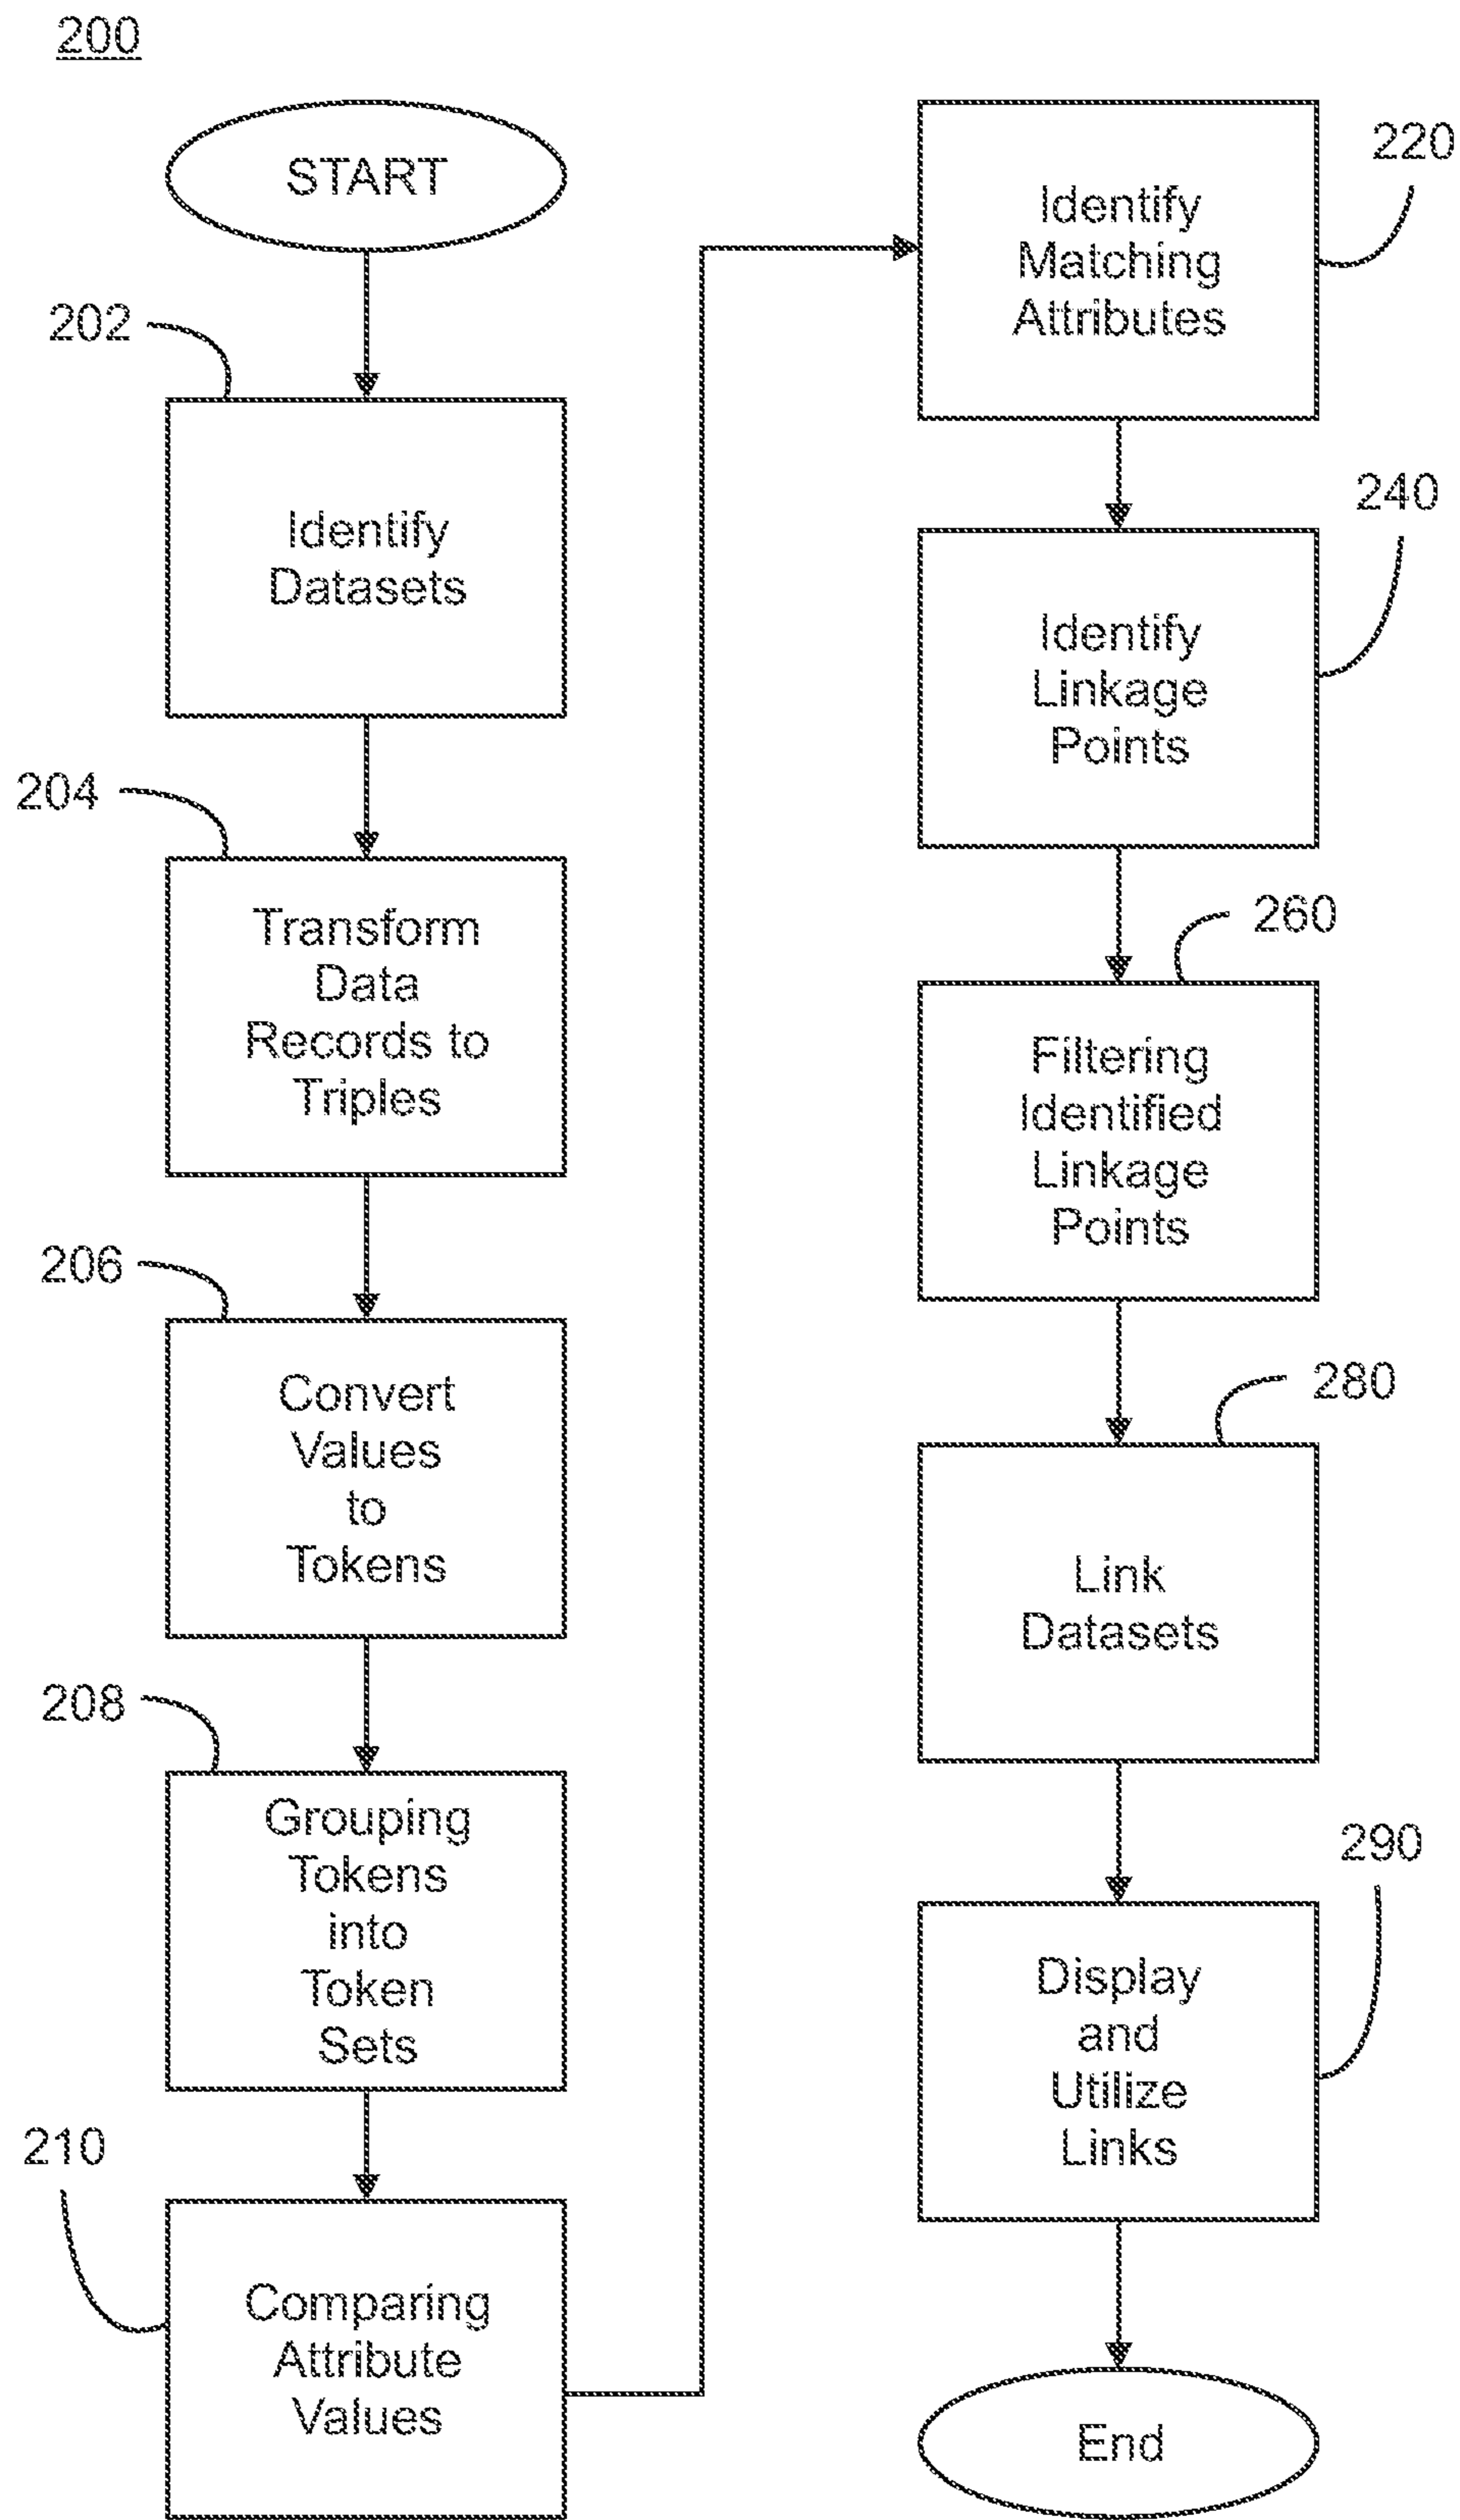 200
START
202
Identify
Datasets
204
Transform
Data
Records to
Triples
206
Convert
Values
to
Tokens
208
Grouping
Tokens
into
Token
Sets
210
Comparing
Attribute
Values
220
Identify
Matching
Attributes
240
Identify
Linkage
Points
260
Filtering
Identified
Linkage
Points
280
Link
Datasets
290
Display
and
Utilize
Links
End